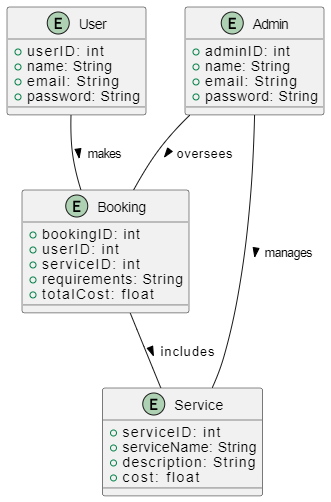 E User
userID: int
name: String
email: String
password: String
E Admin
adminID: int
name: String
email: String
password: String
makes
oversees
E Booking
bookingID: int
userID: int
serviceID: int
requirements: String
totalCost: float
manages
includes
E Service
serviceID: int
serviceName: String
description: String
cost: float